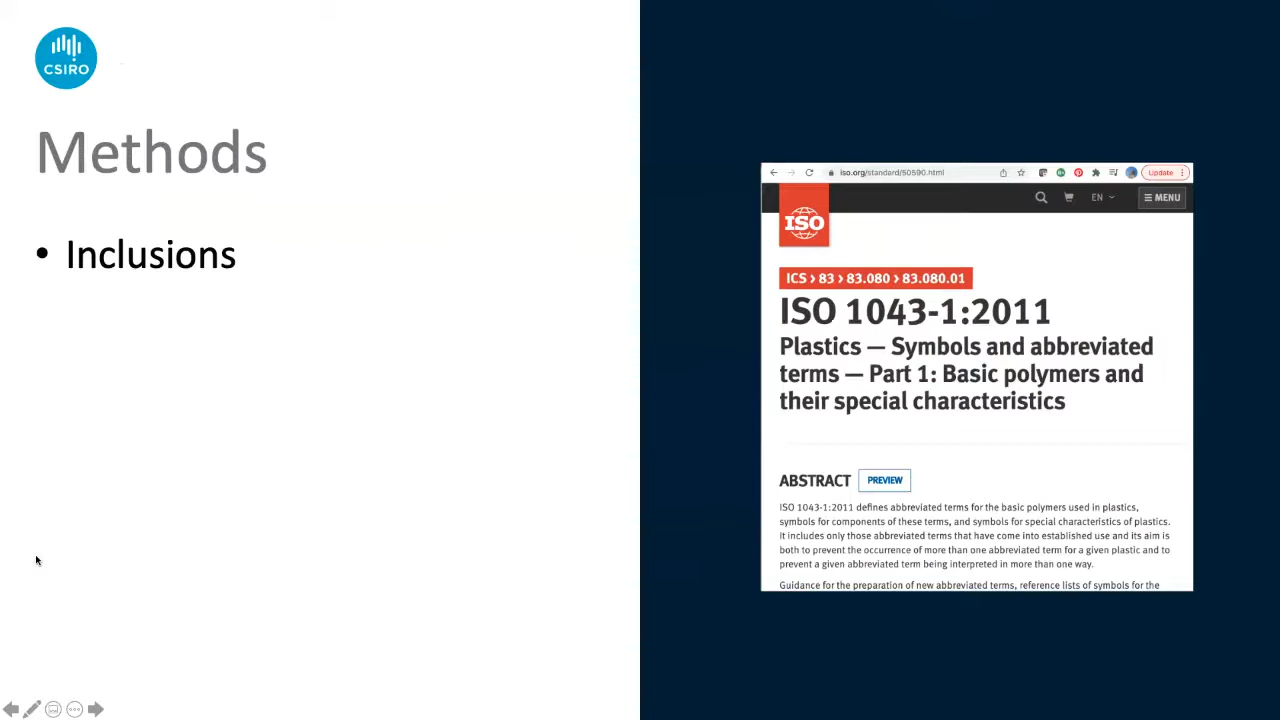 CSIRO
Methods
• Inclusions
iso.org/standard/50590.html
Update
EN
MENU
ISO
ICS > 83 > 83.080 > 83.080.01
ISO 1043-1:2011
Plastics — Symbols and abbreviated
terms — Part 1: Basic polymers and
their special characteristics
ABSTRACT PREVIEW
ISO 1043-1:2011 defines abbreviated terms for the basic polymers used in plastics,
symbols for components of these terms, and symbols for special characteristics of plastics.
It includes only those abbreviated terms that have come into established use and its aim is
both to prevent the occurrence of more than one abbreviated term for a given plastic and to
prevent a given abbreviated term being interpreted in more than one way.
Guidance for the preparation of new abbreviated terms, reference lists of symbols for the